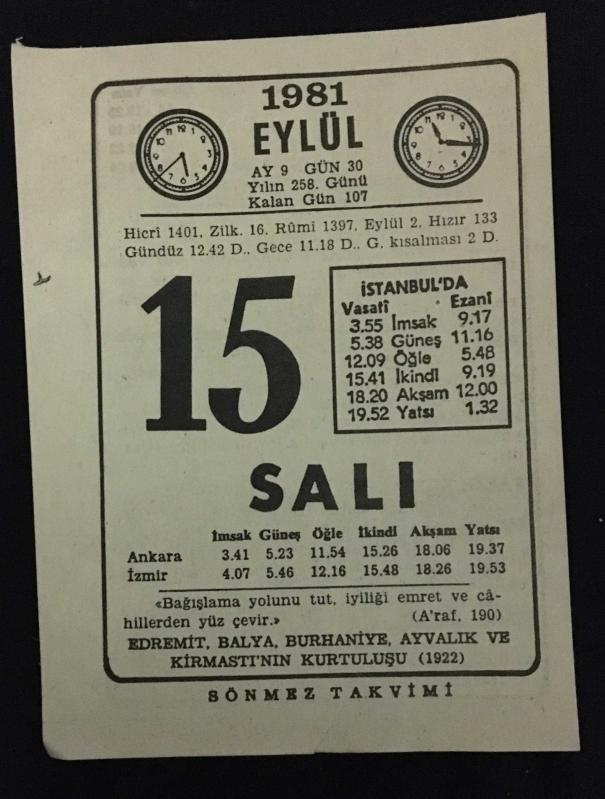 1981
EYLÜL
AY 9 GÜN 30
Yılın 258. Günü
Kalan Gün 107
Hicrî 1401, Zilk. 16, Rûmi 1397, Eylül 2, Hızır 133
Gündüz 12.42 D., Gece 11.18 D., G. kısalması 2 D.
15
İSTANBUL'DA
Vasatî Ezanî
3.55 İmsak 9.17
5.38 Güneş 11.16
12.09 Öğle 5.48
15.41 İkindi 9.19
18.20 Akşam 12.00
19.52 Yatsı 1.32
SALI
İmsak Güneş Öğle İkindi Akşam Yatsı
Ankara 3.41 5.23 11.54 15.26 18.06 19.37
İzmir 4.07 5.46 12.16 15.48 18.26 19.53
«Bağışlama yolunu tut, iyiliği emret ve câ-
hillerden yüz çevir.» (A'raf, 190)
EDREMİT, BALYA, BURHANİYE, AYVALIK VE
KİRMASTI'NIN KURTULUŞU (1922)
SÖNMEZ TAKVİMİ